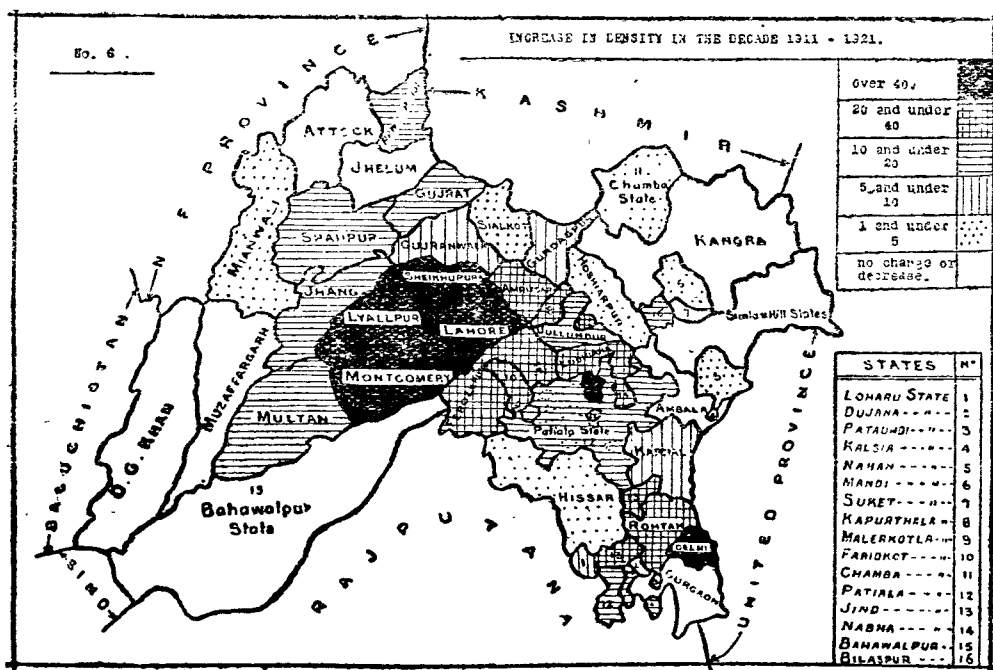 No. 6.
INCREASE IN DENSITY IN THE DECADE 1911 - 1921.
over 40.
20 and under
40
10 and under
20
5 and under
10
1 and under
5
no change or
decrease.
N F PROVINCE
KASHMIR
ATTOCK
JHELUM
GUJRAT
MIANWALI
SHAHPUR
GUJRANWALA
SIALKOT
GURDASPUR
11
Chamba
State
KANGRA
HOSHIARPUR
SHEIKHUPURA
AMRITSAR
JHANG
LYALLPUR
LAHORE
JULLUNDUR
Simla Hill States
MONTGOMERY
MUZAFFARGARH
MULTAN
D.G. KHAN
BALUCHIOTAN
Patiala State
AMBALA
KARNAL
HISSAR
ROHTAK
DELHI
GURGAON
15
Bahawalpur
State
RAJPUTANA
SIND
UNITED PROVINCE
STATES Nº
LOHARU STATE 1
DUJANA -- " -- 2
PATAUDI -- " -- 3
KALSIA ---- " 4
NAHAN ---- " 5
MANDI ---- " 6
SUKET --- " -- 7
KAPURTHELA " 8
MALERKOTLA " 9
FARIDKOT --- " 10
CHAMBA --- " 11
PATIALA --- " 12
JIND ---- " 13
NABHA ---- " 14
BAHAWALPUR - " 15
BILASPUR --- " 16